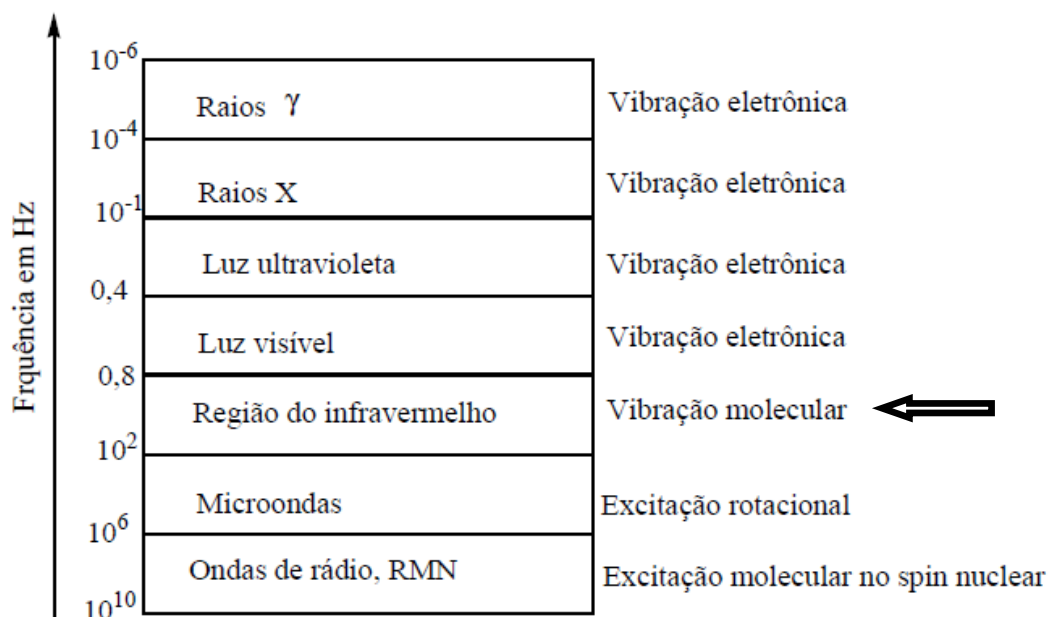 10⁻⁶
Raios γ Vibração eletrônica
10⁻⁴
Raios X Vibração eletrônica
10⁻¹
Luz ultravioleta Vibração eletrônica
0,4
Luz visível Vibração eletrônica
0,8
Região do infravermelho Vibração molecular
10²
Microondas Excitação rotacional
10⁶
Ondas de rádio, RMN Excitação molecular no spin nuclear
10¹⁰
Frquência em Hz